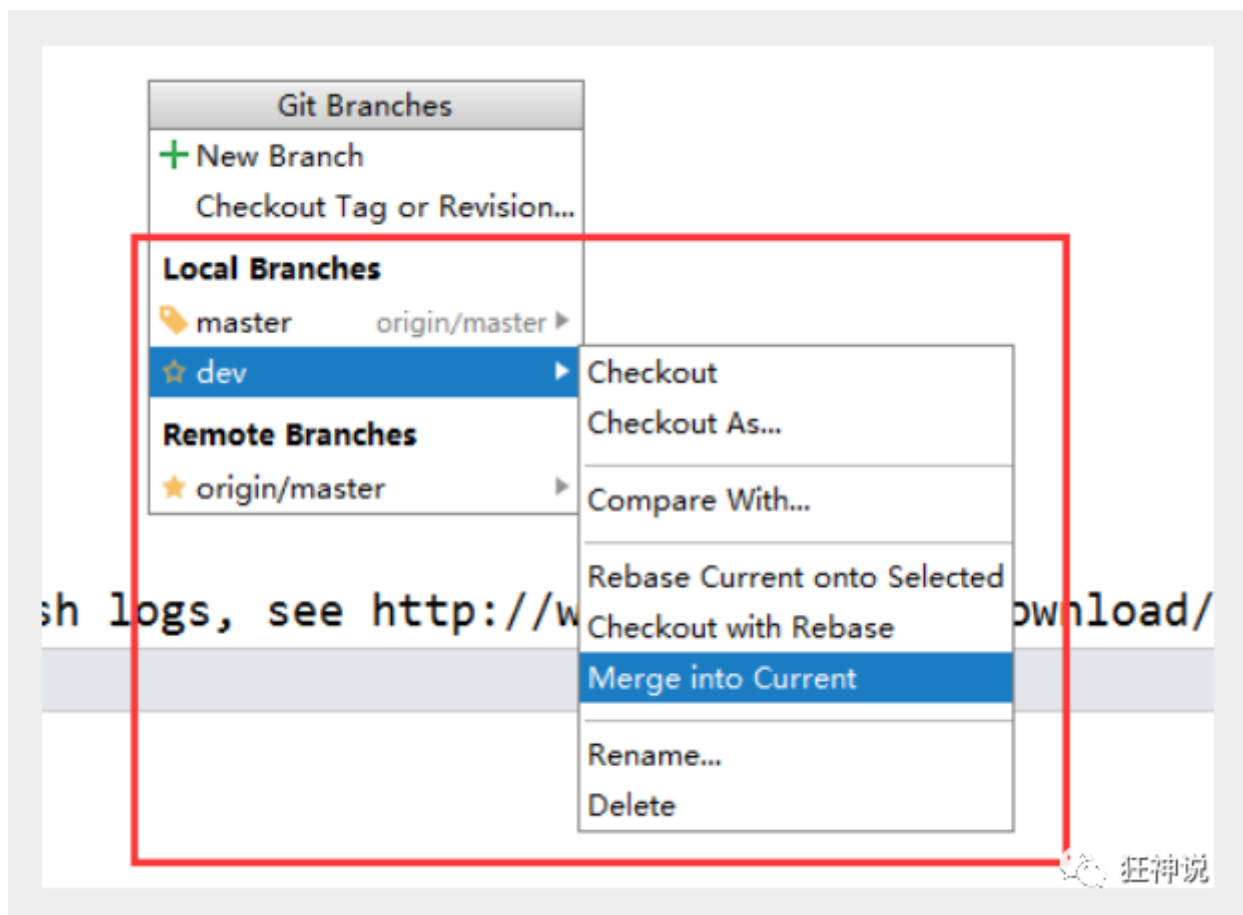 Git Branches
New Branch
Checkout Tag or Revision...
Local Branches
master origin/master
dev
Remote Branches
origin/master
Checkout
Checkout As...
Compare With...
Rebase Current onto Selected
Checkout with Rebase
Merge into Current
Rename...
Delete
sh logs, see http://w ownload/
狂神说